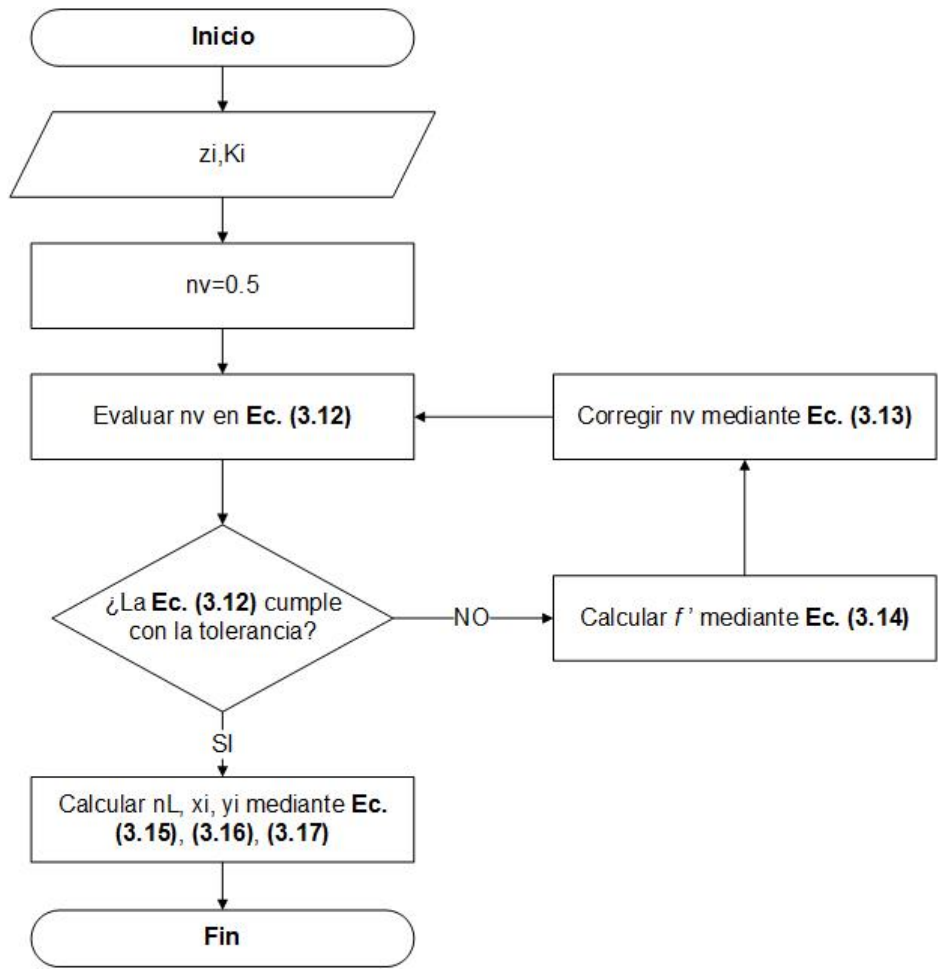 Inicio
zi,Ki
nv=0.5
Evaluar nv en Ec. (3.12)
Corregir nv mediante Ec. (3.13)
¿La Ec. (3.12) cumple
con la tolerancia?
NO
Calcular f ’ mediante Ec. (3.14)
SI
Calcular nL, xi, yi mediante Ec.
(3.15), (3.16), (3.17)
Fin